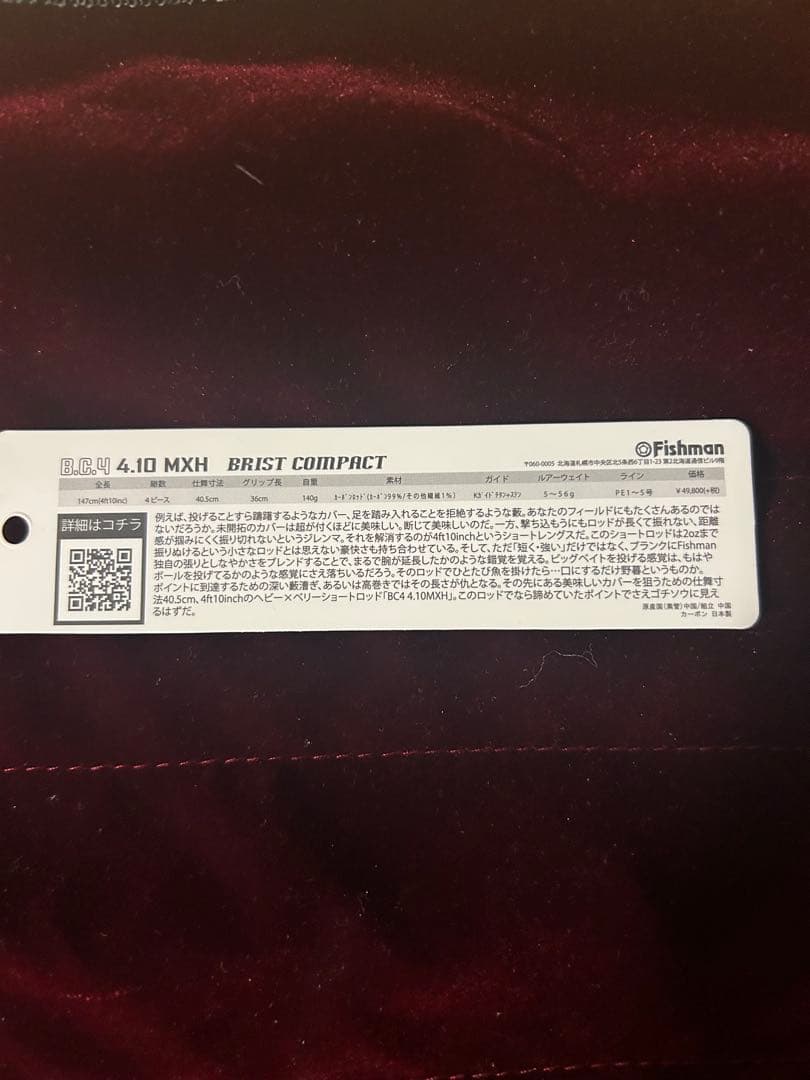 B.C.4 4.10 MXH BRIST COMPACT
Fishman
〒060-0005 北海道札幌市中央区北5条西6丁目1-23 第2北海道通信ビル9階
全長 継数 仕舞寸法 グリップ長 自重 素材 ガイド ルアーウェイト ライン 価格
147cm(4ft10inc) 4ピース 40.5cm 36cm 140g ｶｰﾎﾞﾝｿﾘｯﾄﾞ(ｶｰﾎﾞﾝ99%/その他繊維1%) Kガイドﾁﾀﾝ+ｽﾃﾝ 5〜56g PE1〜5号 ¥49,800(+税)
詳細はコチラ
例えば、投げることすら躊躇するようなカバー、足を踏み入れることを拒絶するような藪。あなたのフィールドにもたくさんあるのでは
ないだろうか。未開拓のカバーは超が付くほどに美味しい。断じて美味しいのだ。一方、撃ち込もうにもロッドが長くて振れない、距離
感が掴みにくく振り切れないというジレンマ。それを解消するのが4ft10inchというショートレングスだ。このショートロッドは2ozまで
振りぬけるという小さなロッドとは思えない豪快さも持ち合わせている。そして、ただ「短く・強い」だけではなく、ブランクにFishman
独自の張りとしなやかさをブレンドすることで、まるで腕が延長したかのような錯覚を覚える。ビッグベイトを投げる感覚は、もはや
ボールを投げてるかのような感覚にさえ陥いるだろう。そのロッドでひとたび魚を掛けたら…口にするだけ野暮というものか。
ポイントに到達するための深い藪漕ぎ、あるいは高巻きではその長さが仇となる。その先にある美味しいカバーを狙うための仕舞寸
法40.5cm、4ft10inchのヘビー×ベリーショートロッド「BC4 4.10MXH」。このロッドでなら諦めていたポイントでさえゴチソウに見え
るはずだ。
原産国(素管)中国/組立 中国
カーボン 日本製